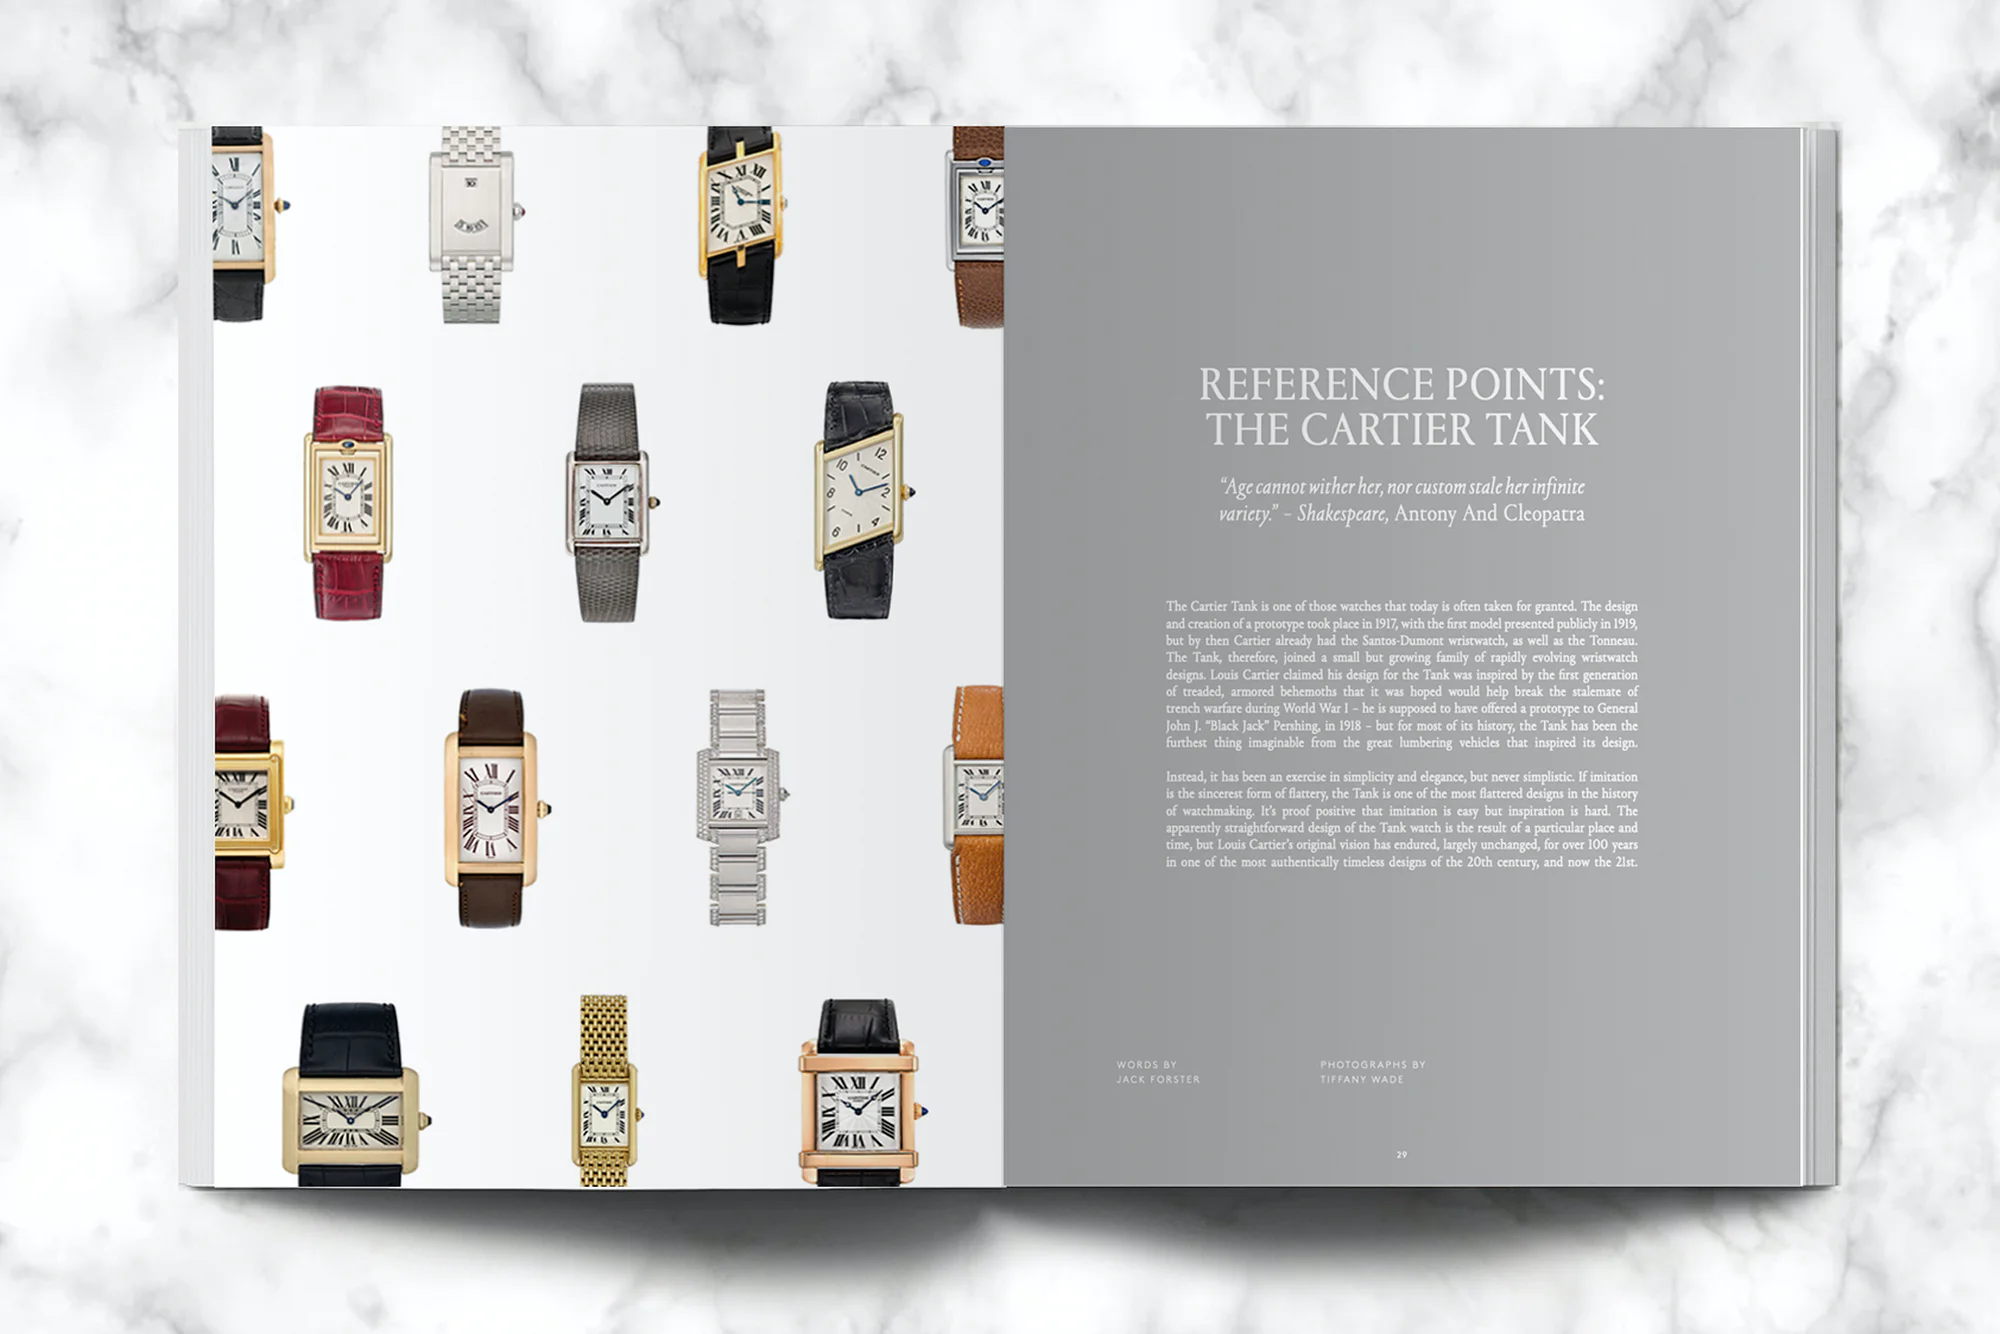 REFERENCE POINTS:
THE CARTIER TANK
“Age cannot wither her, nor custom stale her infinite
variety.” – Shakespeare, Antony And Cleopatra
The Cartier Tank is one of those watches that today is often taken for granted. The design
and creation of a prototype took place in 1917, with the first model presented publicly in 1919,
but by then Cartier already had the Santos-Dumont wristwatch, as well as the Tonneau.
The Tank, therefore, joined a small but growing family of rapidly evolving wristwatch
designs. Louis Cartier claimed his design for the Tank was inspired by the first generation
of treaded, armored behemoths that it was hoped would help break the stalemate of
trench warfare during World War I – he is supposed to have offered a prototype to General
John J. “Black Jack” Pershing, in 1918 – but for most of its history, the Tank has been the
furthest thing imaginable from the great lumbering vehicles that inspired its design.
Instead, it has been an exercise in simplicity and elegance, but never simplistic. If imitation
is the sincerest form of flattery, the Tank is one of the most flattered designs in the history
of watchmaking. It’s proof positive that imitation is easy but inspiration is hard. The
apparently straightforward design of the Tank watch is the result of a particular place and
time, but Louis Cartier’s original vision has endured, largely unchanged, for over 100 years
in one of the most authentically timeless designs of the 20th century, and now the 21st.
WORDS BY
JACK FORSTER
PHOTOGRAPHS BY
TIFFANY WADE
29